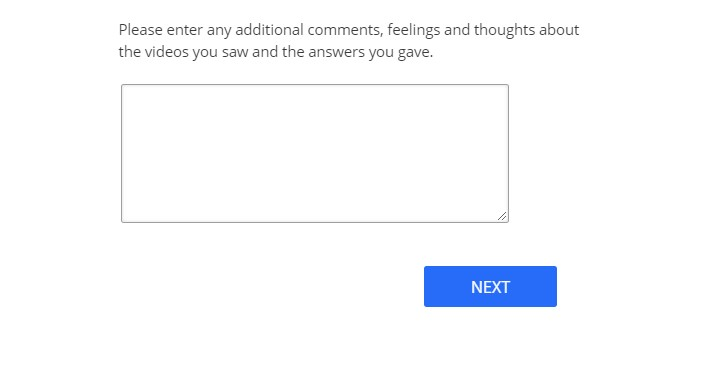 Please enter any additional comments, feelings and thoughts about
the videos you saw and the answers you gave.
NEXT